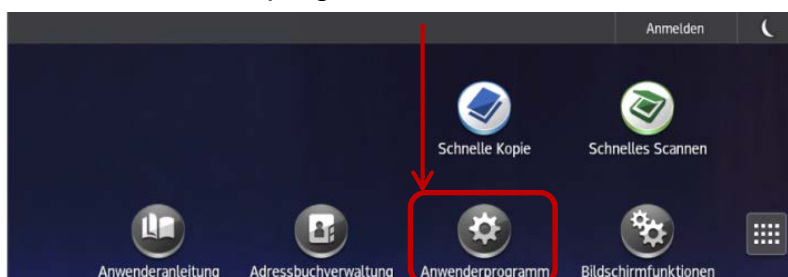 Anmelden
Schnelle Kopie Schnelles Scannen
Anwenderanleitung Adressbuchverwaltung Anwenderprogramm Bildschirmfunktionen